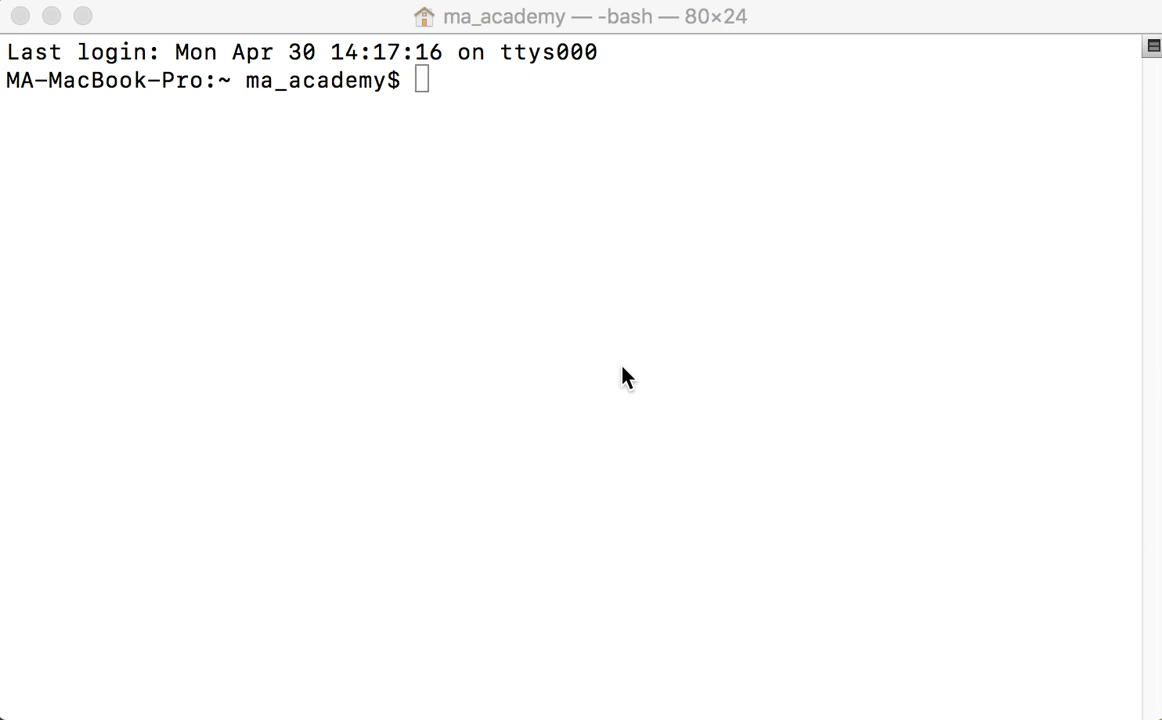 ma_academy — -bash — 80×24
Last login: Mon Apr 30 14:17:16 on ttys000
MA-MacBook-Pro:~ ma_academy$